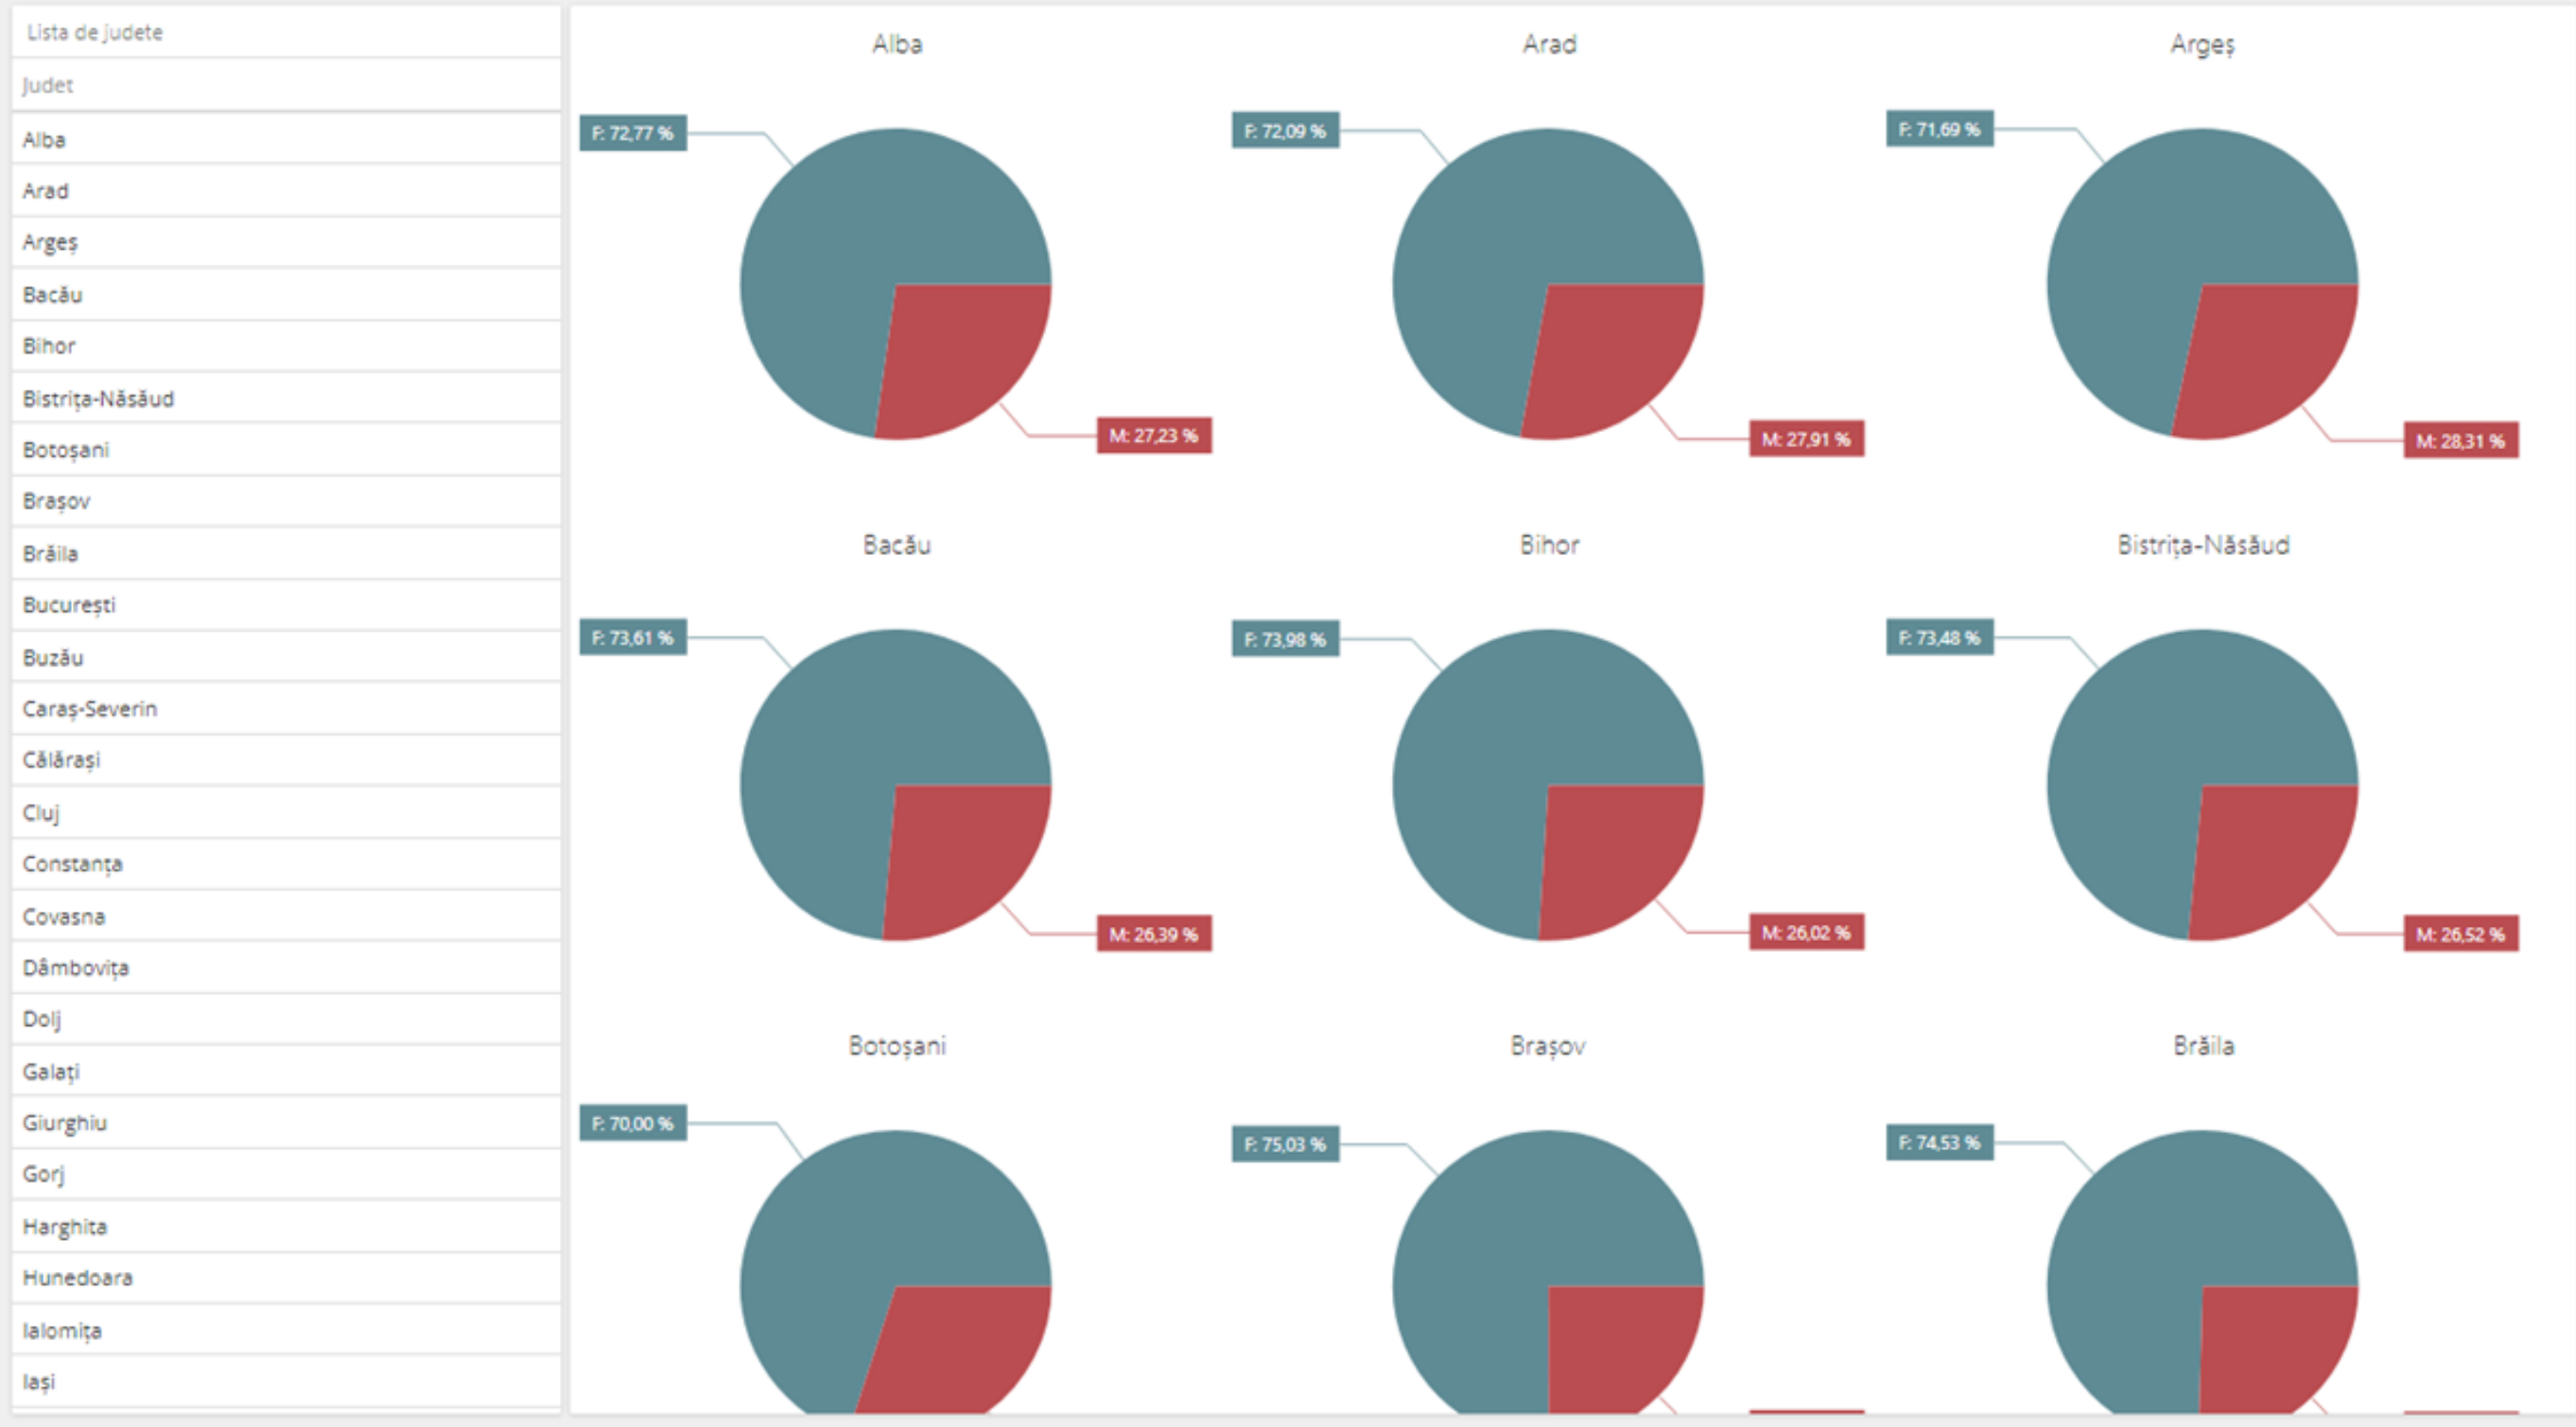 Lista de judete
Judet
Alba
Arad
Argeș
Bacău
Bihor
Bistrița-Năsăud
Botoșani
Brașov
Brăila
București
Buzău
Caraș-Severin
Călărași
Cluj
Constanța
Covasna
Dâmbovița
Dolj
Galați
Giurghiu
Gorj
Harghita
Hunedoara
Ialomița
Iași
Alba
F: 72,77 %
M: 27,23 %
Arad
F: 72,09 %
M: 27,91 %
Argeș
F: 71,69 %
M: 28,31 %
Bacău
F: 73,61 %
M: 26,39 %
Bihor
F: 73,98 %
M: 26,02 %
Bistrița-Năsăud
F: 73,48 %
M: 26,52 %
Botoșani
F: 70,00 %
Brașov
F: 75,03 %
Brăila
F: 74,53 %